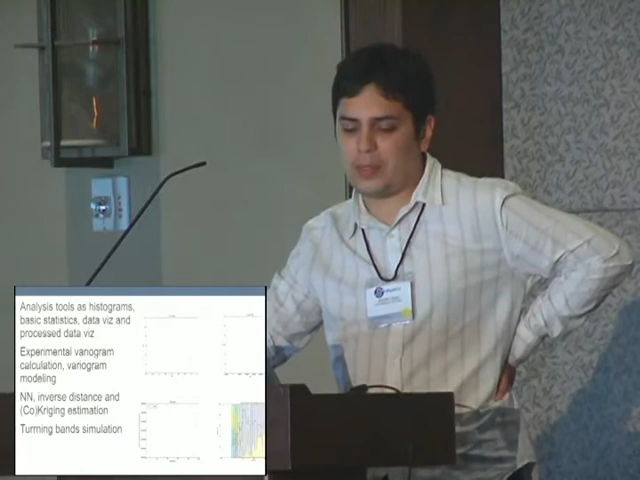 Analysis tools as histograms,
basic statistics, data viz and
processed data viz
Experimental variogram
calculation, variogram
modeling
NN, inverse distance and
(Co)Kriging estimation
Turning bands simulation